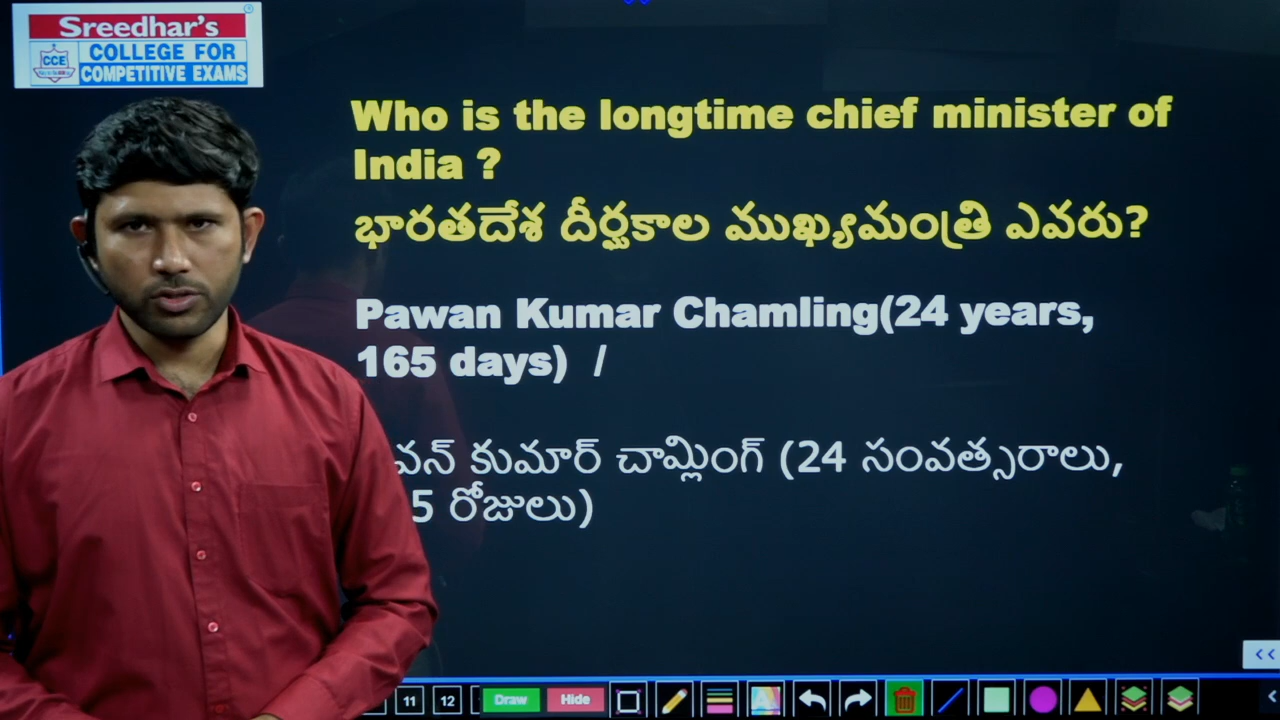 Sreedhar's
CCE
COLLEGE FOR
COMPETITIVE EXAMS
Who is the longtime chief minister of
India ?
భారతదేశ దీర్ఘకాల ముఖ్యమంత్రి ఎవరు?
Pawan Kumar Chamling(24 years,
165 days) /
వన్ కుమార్ చామ్లింగ్ (24 సంవత్సరాలు,
5 రోజులు)
11 12 Draw Hide